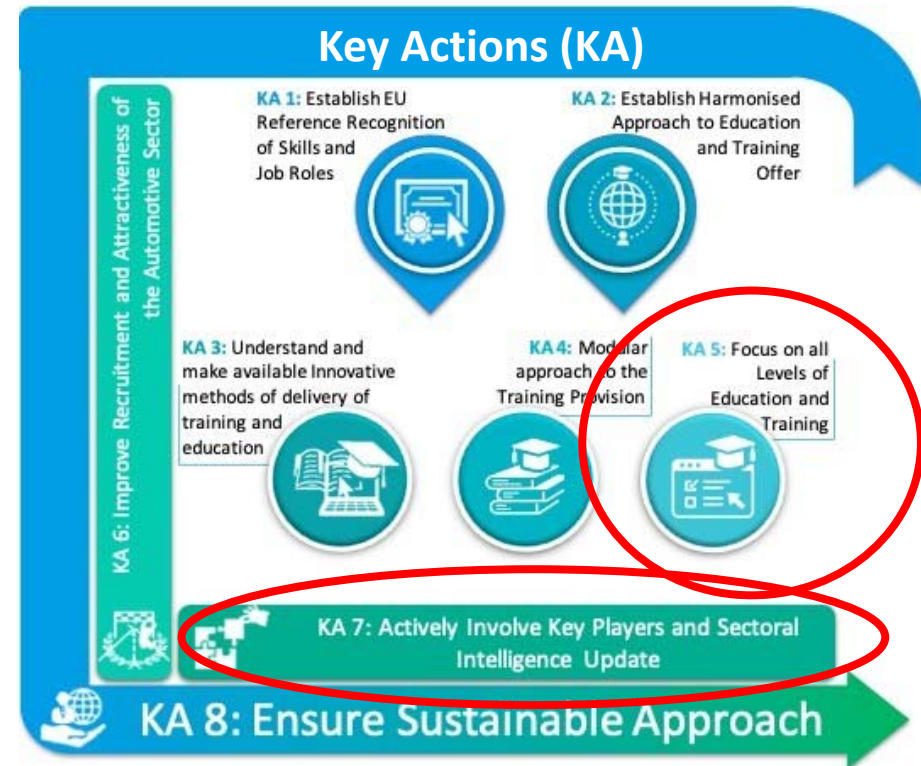 Key Actions (KA)
KA 6: Improve Recruitment and Attractiveness of
the Automotive Sector
KA 1: Establish EU
Reference Recognition
of Skills and
Job Roles
KA 2: Establish Harmonised
Approach to Education
and Training
Offer
KA 3: Understand and
make available Innovative
methods of delivery of
training and
education
KA 4: Modular
approach to the
Training Provision
KA 5: Focus on all
Levels of
Education and
Training
KA 7: Actively Involve Key Players and Sectoral
Intelligence Update
KA 8: Ensure Sustainable Approach